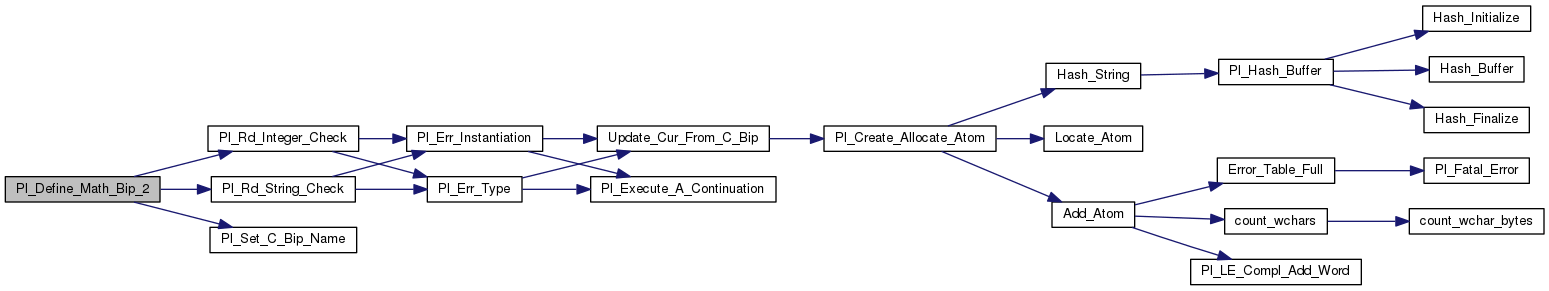 Pl_Define_Math_Bip_2
Pl_Rd_Integer_Check
Pl_Rd_String_Check
Pl_Set_C_Bip_Name
Pl_Err_Instantiation
Pl_Err_Type
Update_Cur_From_C_Bip
Pl_Execute_A_Continuation
Pl_Create_Allocate_Atom
Hash_String
Locate_Atom
Add_Atom
Pl_Hash_Buffer
Error_Table_Full
count_wchars
Pl_LE_Compl_Add_Word
Hash_Initialize
Hash_Buffer
Hash_Finalize
Pl_Fatal_Error
count_wchar_bytes